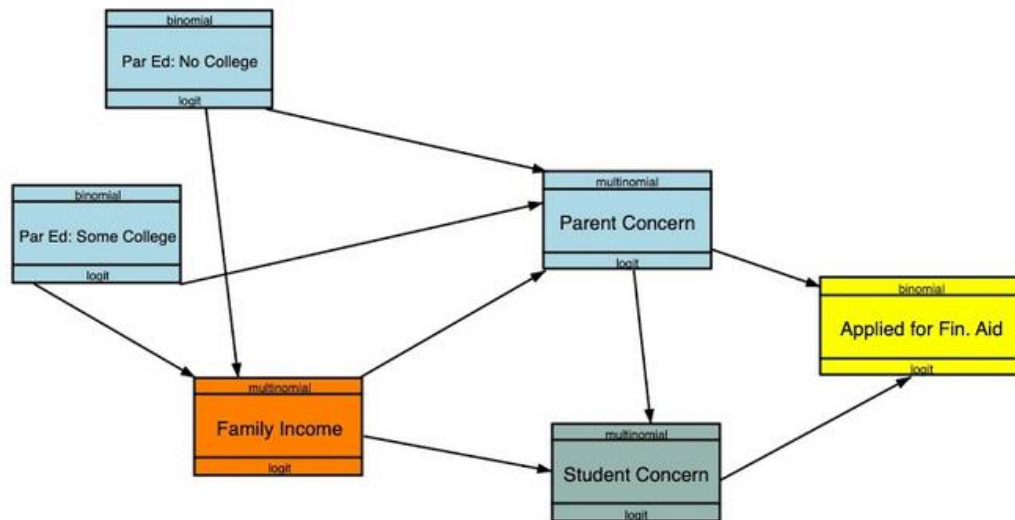 binomial
Par Ed: No College
logit
binomial
Par Ed: Some College
logit
multinomial
Parent Concern
logit
binomial
Applied for Fin. Aid
logit
multinomial
Family Income
logit
multinomial
Student Concern
logit